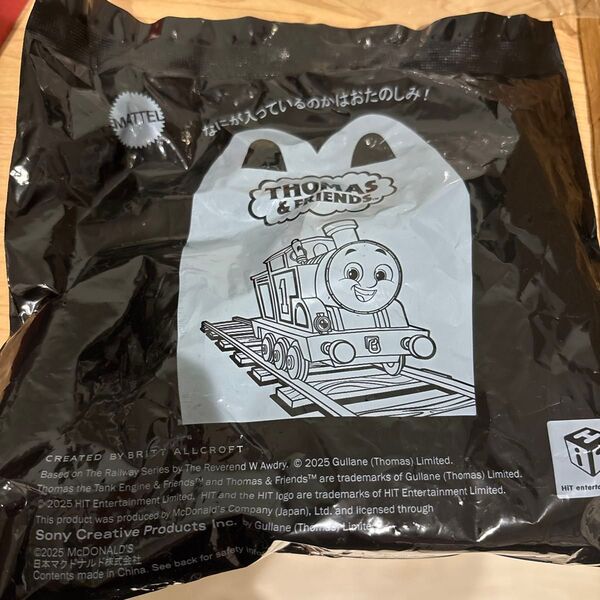 MATTEL
なにが入っているのかはおたのしみ!
THOMAS
& FRIENDS™
1
CREATED BY BRITT ALLCROFT
Based on The Railway Series by The Reverend W Awdry. © 2025 Gullane (Thomas) Limited.
Thomas the Tank Engine & Friends™ and Thomas & Friends™ are trademarks of Gullane (Thomas) Limited.
© 2025 HIT Entertainment Limited. HIT and the HIT logo are trademarks of HIT Entertainment Limited.
This product was produced by McDonald's Company (Japan), Ltd. and licensed through
Sony Creative Products Inc. by Gullane (Thomas) Limited
©2025 McDONALD'S
日本マクドナルド株式会社
Contents made in China. See back for safety
HiT
HiT